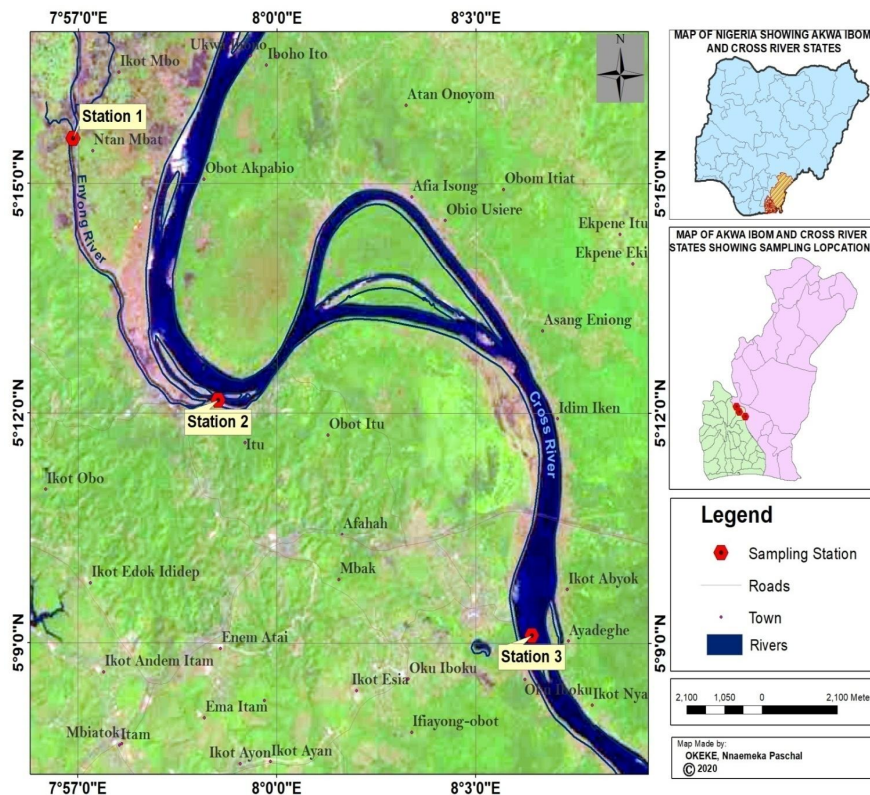 7°57'0"E
8°0'0"E
8°3'0"E
Ikot Mbo
Iboho Ito
N
Atan Onoyom
Station 1
Ntan Mbat
Obot Akpabio
5°15'0"N
5°15'0"N
Afia Isong
Obom Itiat
Obio Usiere
Enyong River
Ekpene Itu
Ekpene Eki
Asang Eniong
5°12'0"N
5°12'0"N
Station 2
Cross River
Idim Iken
Itu
Obot Itu
Ikot Obo
Afahah
Mbak
Ikot Edok Ididep
Ikot Abyok
5°9'0"N
5°9'0"N
Enem Atai
Ayadeghe
Station 3
Ikot Andem Itam
Ikot Esia
Oku Iboku
Oku Iboku
Ikot Nya
Ema Itam
Ifiayong-obot
Mbiatok
Itam
Ikot Ayon
Ikot Ayan
7°57'0"E
8°0'0"E
8°3'0"E
MAP OF NIGERIA SHOWING AKWA IBOM
AND CROSS RIVER STATES
MAP OF AKWA IBOM AND CROSS RIVER
STATES SHOWING SAMPLING LOPCATION
Legend
Sampling Station
Roads
Town
Rivers
2,100 1,050 0 2,100 Mete
Map Made by:
OKEKE, Nnaemeka Paschal
© 2020